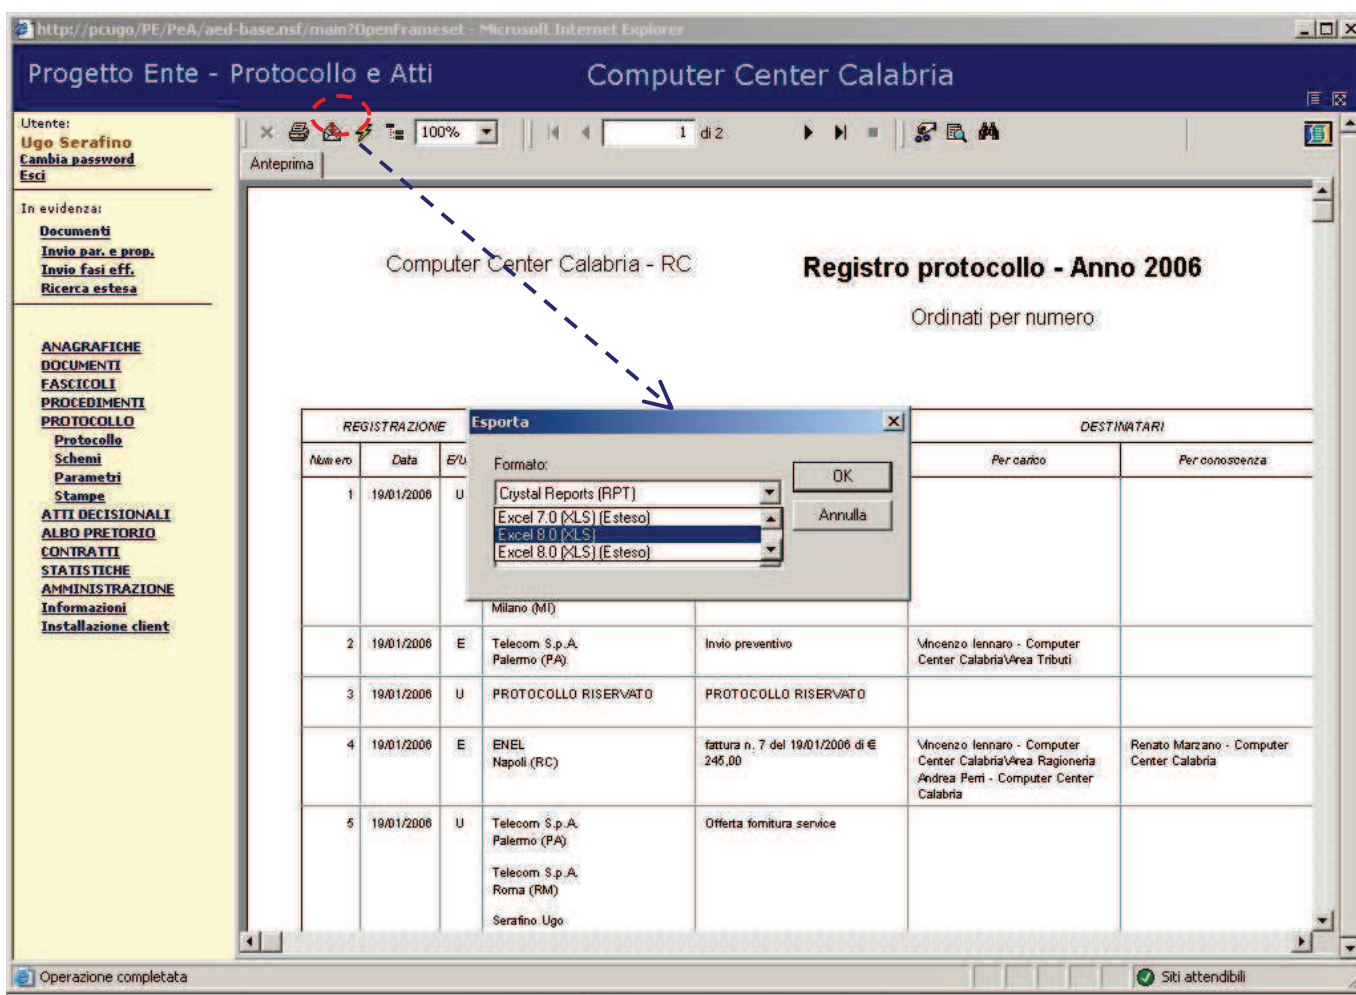 http://pcugo/PE/PeA/aed-base.nsf/main?OpenFrameset - Microsoft Internet Explorer
Progetto Ente - Protocollo e Atti
Computer Center Calabria
Utente:
Ugo Serafino
Cambia password
Esci
In evidenza:
Documenti
Invio par. e prop.
Invio fasi eff.
Ricerca estesa
ANAGRAFICHE
DOCUMENTI
FASCICOLI
PROCEDIMENTI
PROTOCOLLO
Protocollo
Schemi
Parametri
Stampe
ATTI DECISIONALI
ALBO PRETORIO
CONTRATTI
STATISTICHE
AMMINISTRAZIONE
Informazioni
Installazione client
100% 1 di 2
Anteprima
Computer Center Calabria - RC
Registro protocollo - Anno 2006
Ordinati per numero
REGISTRAZIONE DESTINATARI
Numero Data E/U Per carico Per conoscenza
1 19/01/2006 U
Milano (MI)
Esporta
Formato:
Crystal Reports (RPT)
Excel 7.0 (XLS) (Esteso)
Excel 8.0 (XLS)
Excel 8.0 (XLS) (Esteso)
OK
Annulla
2 19/01/2006 E Telecom S.p.A. Invio preventivo Vincenzo Iennaro - Computer
Palermo (PA) Center Calabria\Area Tributi
3 19/01/2006 U PROTOCOLLO RISERVATO PROTOCOLLO RISERVATO
4 19/01/2006 E ENEL fattura n. 7 del 19/01/2006 di € Vincenzo Iennaro - Computer Renato Marzano - Computer
Napoli (RC) 245,00 Center Calabria\Area Ragioneria Center Calabria
Andrea Perri - Computer Center
Calabria
5 19/01/2006 U Telecom S.p.A. Offerta fornitura service
Palermo (PA)
Telecom S.p.A.
Roma (RM)
Serafino Ugo
Operazione completata
Siti attendibili